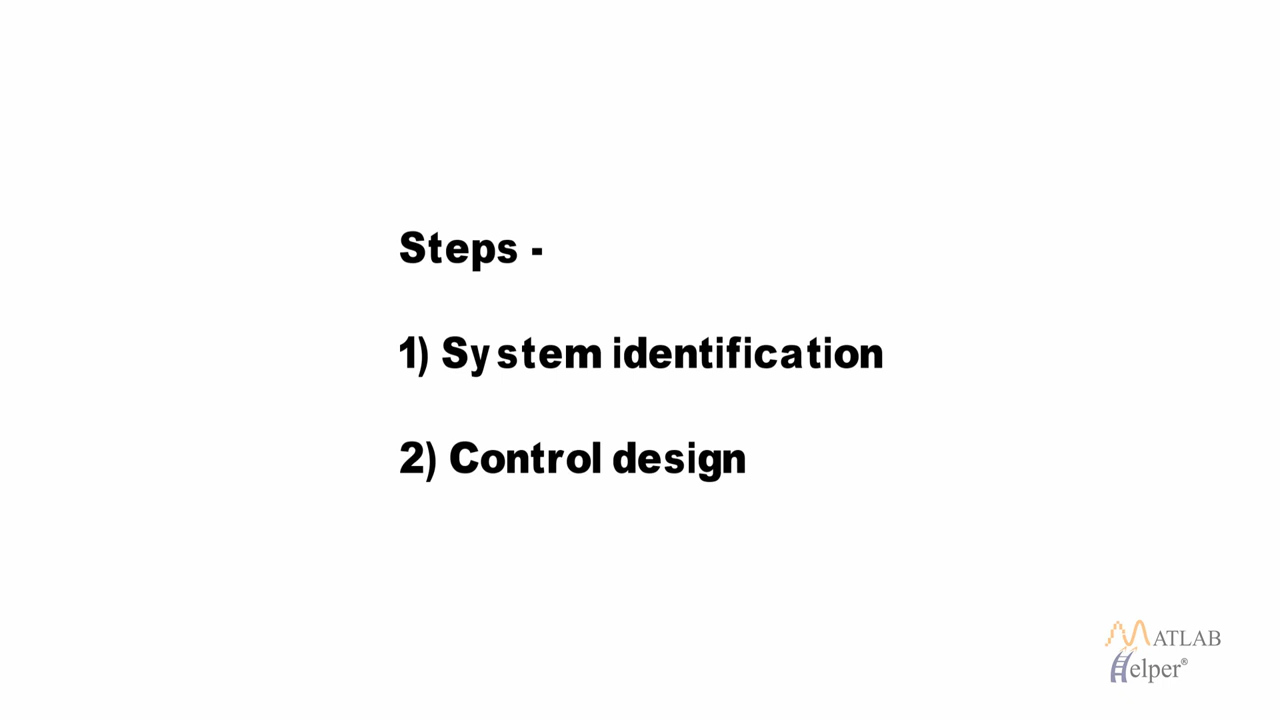 Steps -
1) System identification
2) Control design
MATLAB
Helper®